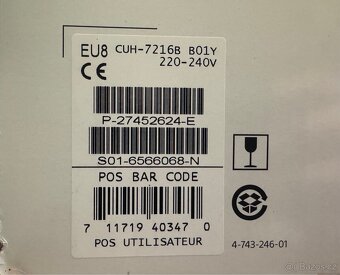 EU8 CUH-7216B B01Y
CE 220-240V
P-27452624-E
S01-6566068-N
POS BAR CODE
7 11719 40347 0
POS UTILISATEUR
4-743-246-01